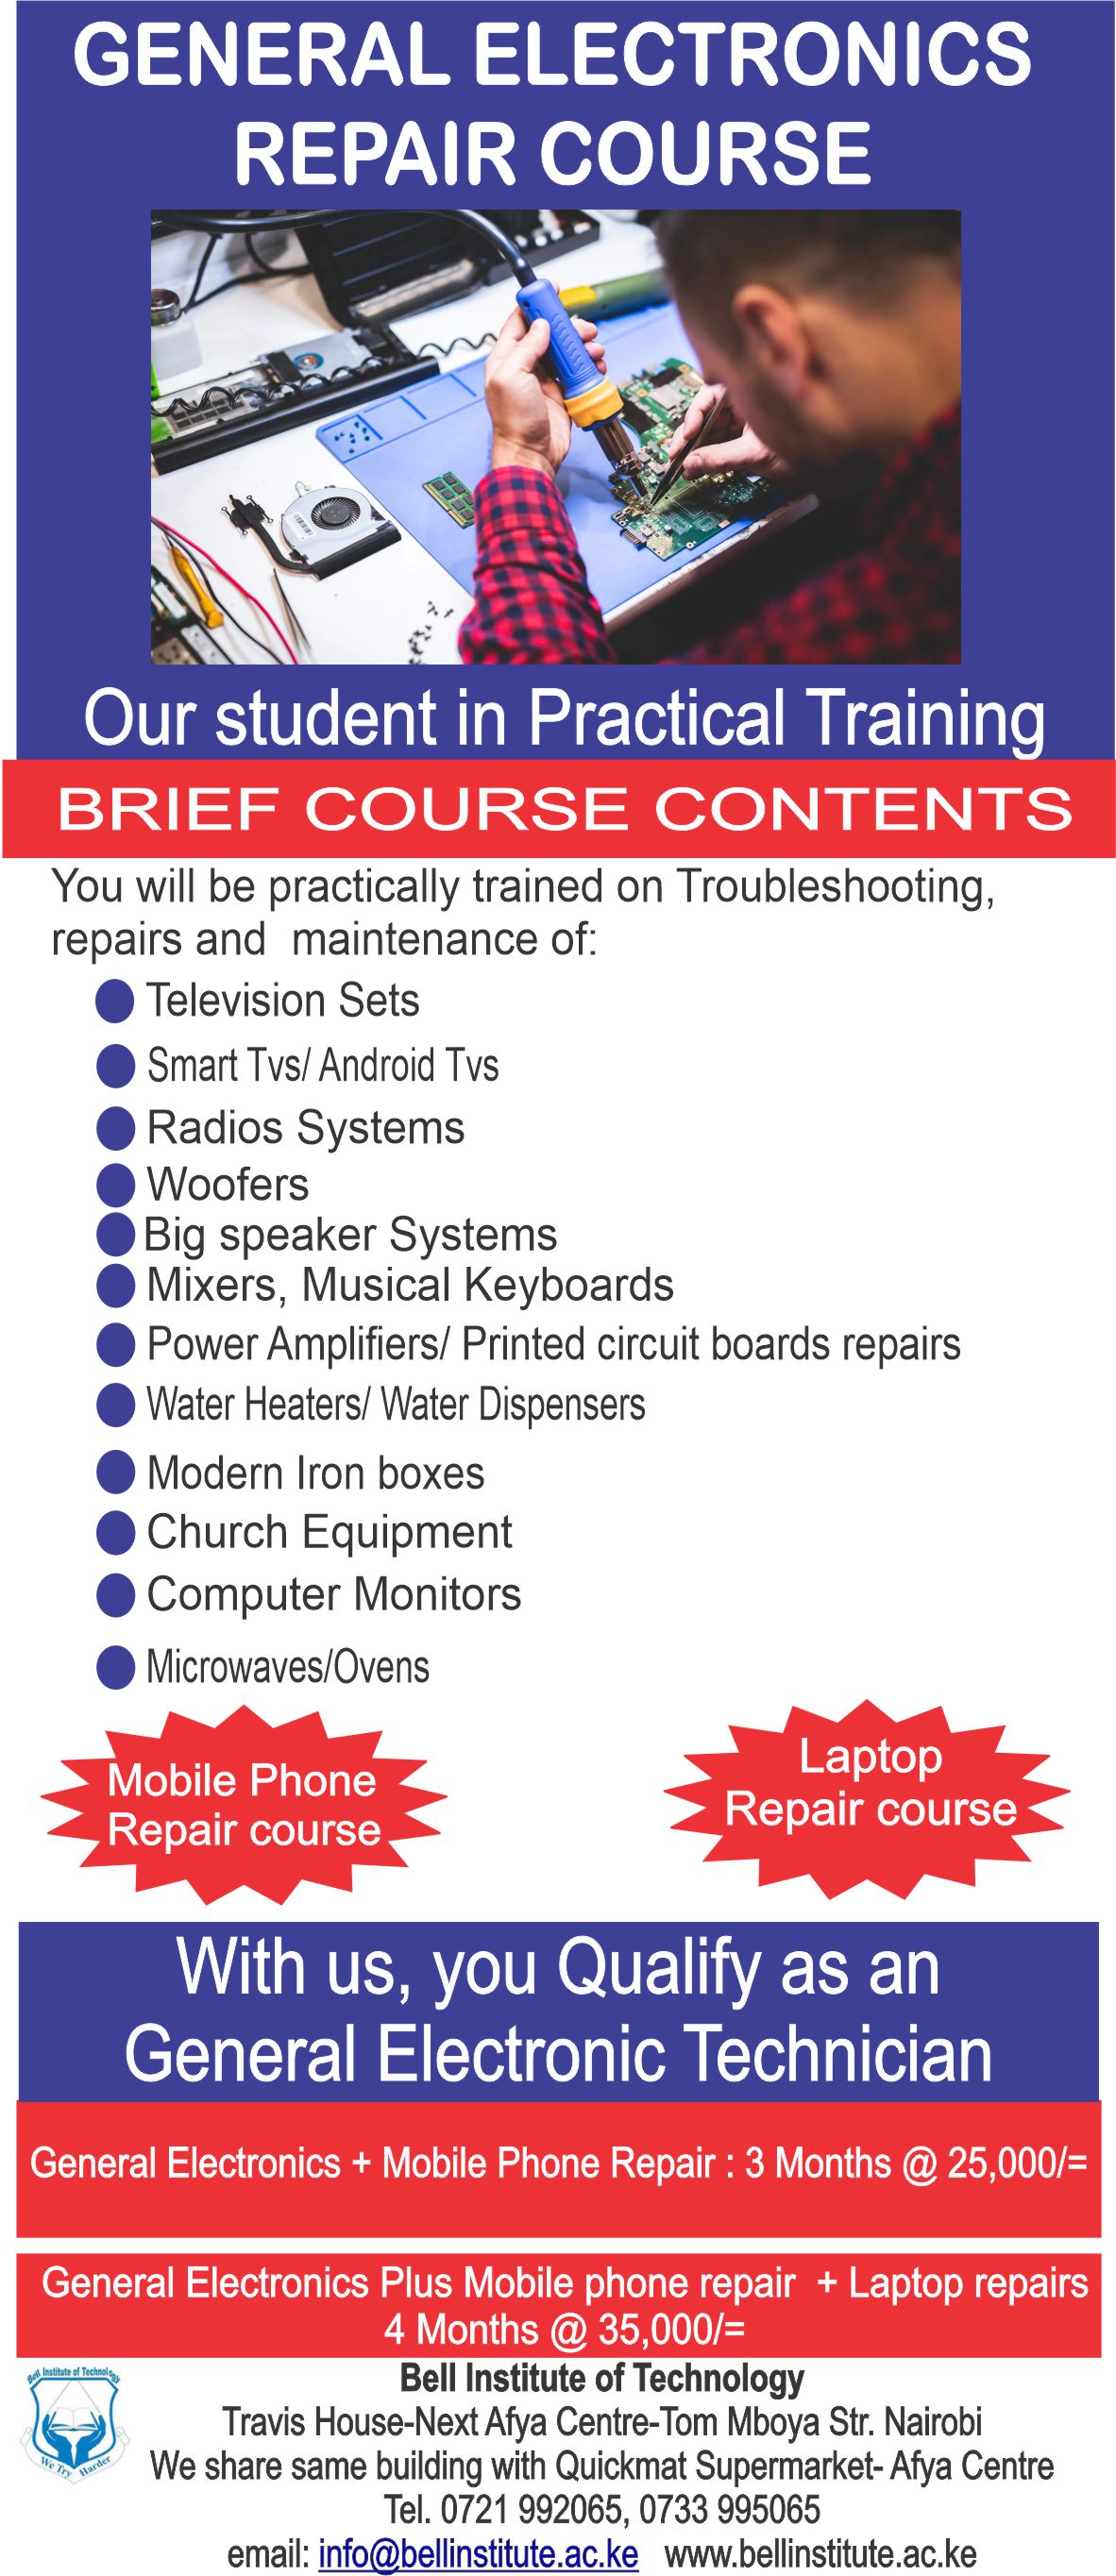 GENERAL ELECTRONICS
REPAIR COURSE
Our student in Practical Training
BRIEF COURSE CONTENTS
You will be practically trained on Troubleshooting,
repairs and maintenance of:
Television Sets
Smart Tvs/ Android Tvs
Radios Systems
Woofers
Big speaker Systems
Mixers, Musical Keyboards
Power Amplifiers/ Printed circuit boards repairs
Water Heaters/ Water Dispensers
Modern Iron boxes
Church Equipment
Computer Monitors
Microwaves/Ovens
Mobile Phone
Repair course
Laptop
Repair course
With us, you Qualify as an
General Electronic Technician
General Electronics + Mobile Phone Repair : 3 Months @ 25,000/=
General Electronics Plus Mobile phone repair + Laptop repairs
4 Months @ 35,000/=
Bell Institute of Technology
We Try Harder
Bell Institute of Technology
Travis House-Next Afya Centre-Tom Mboya Str. Nairobi
We share same building with Quickmat Supermarket- Afya Centre
Tel. 0721 992065, 0733 995065
email: info@bellinstitute.ac.ke www.bellinstitute.ac.ke